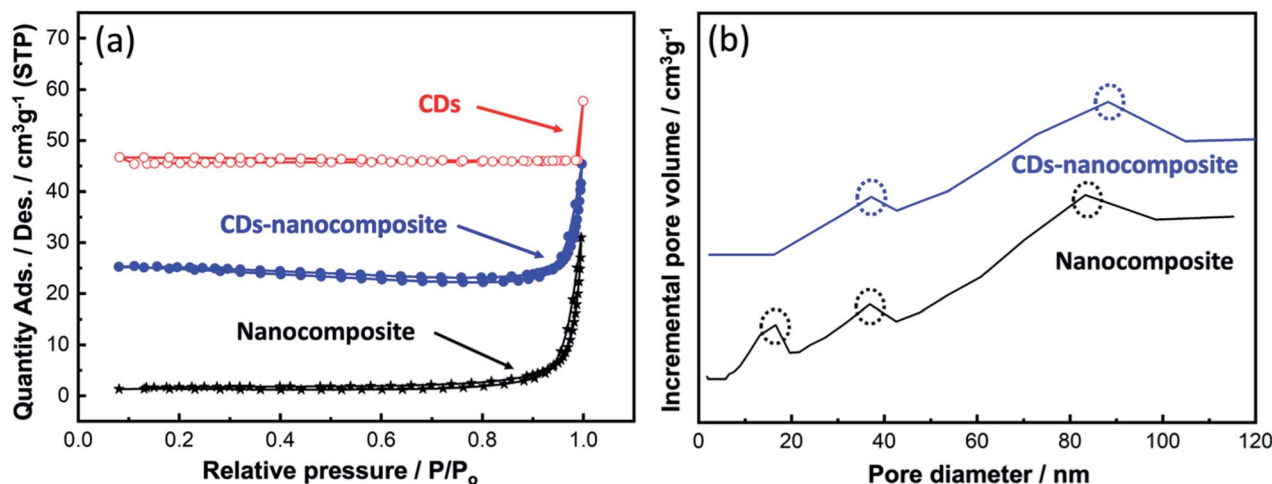 (a)
Quantity Ads. / Des. / cm³g⁻¹ (STP)
70
60
50
40
30
20
10
0
CDs
CDs-nanocomposite
Nanocomposite
0.0 0.2 0.4 0.6 0.8 1.0
Relative pressure / P/Pₒ
(b)
Incremental pore volume / cm³g⁻¹
CDs-nanocomposite
Nanocomposite
0 20 40 60 80 100 120
Pore diameter / nm